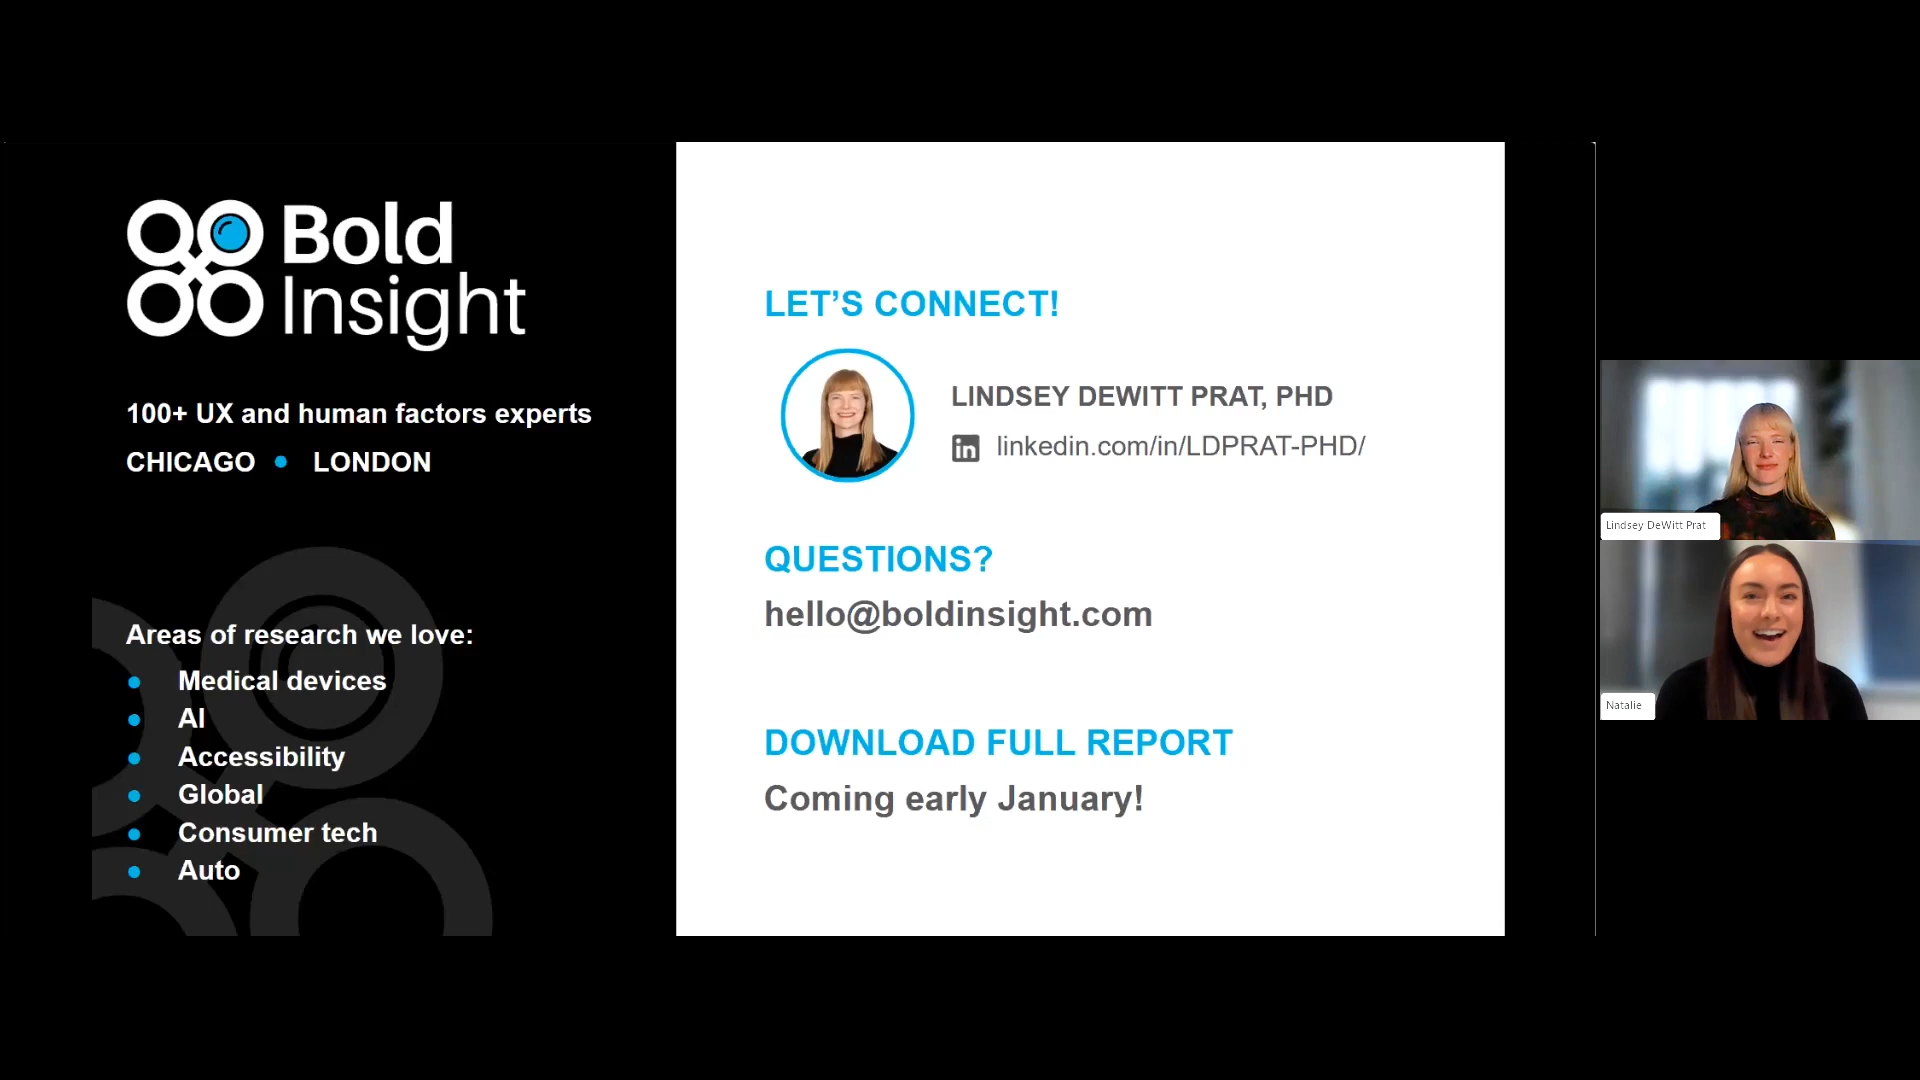 Bold
Insight
100+ UX and human factors experts
CHICAGO • LONDON
Areas of research we love:
• Medical devices
• AI
• Accessibility
• Global
• Consumer tech
• Auto
LET’S CONNECT!
LINDSEY DEWITT PRAT, PHD
in linkedin.com/in/LDPRAT-PHD/
QUESTIONS?
hello@boldinsight.com
DOWNLOAD FULL REPORT
Coming early January!
Lindsey DeWitt Prat
Natalie